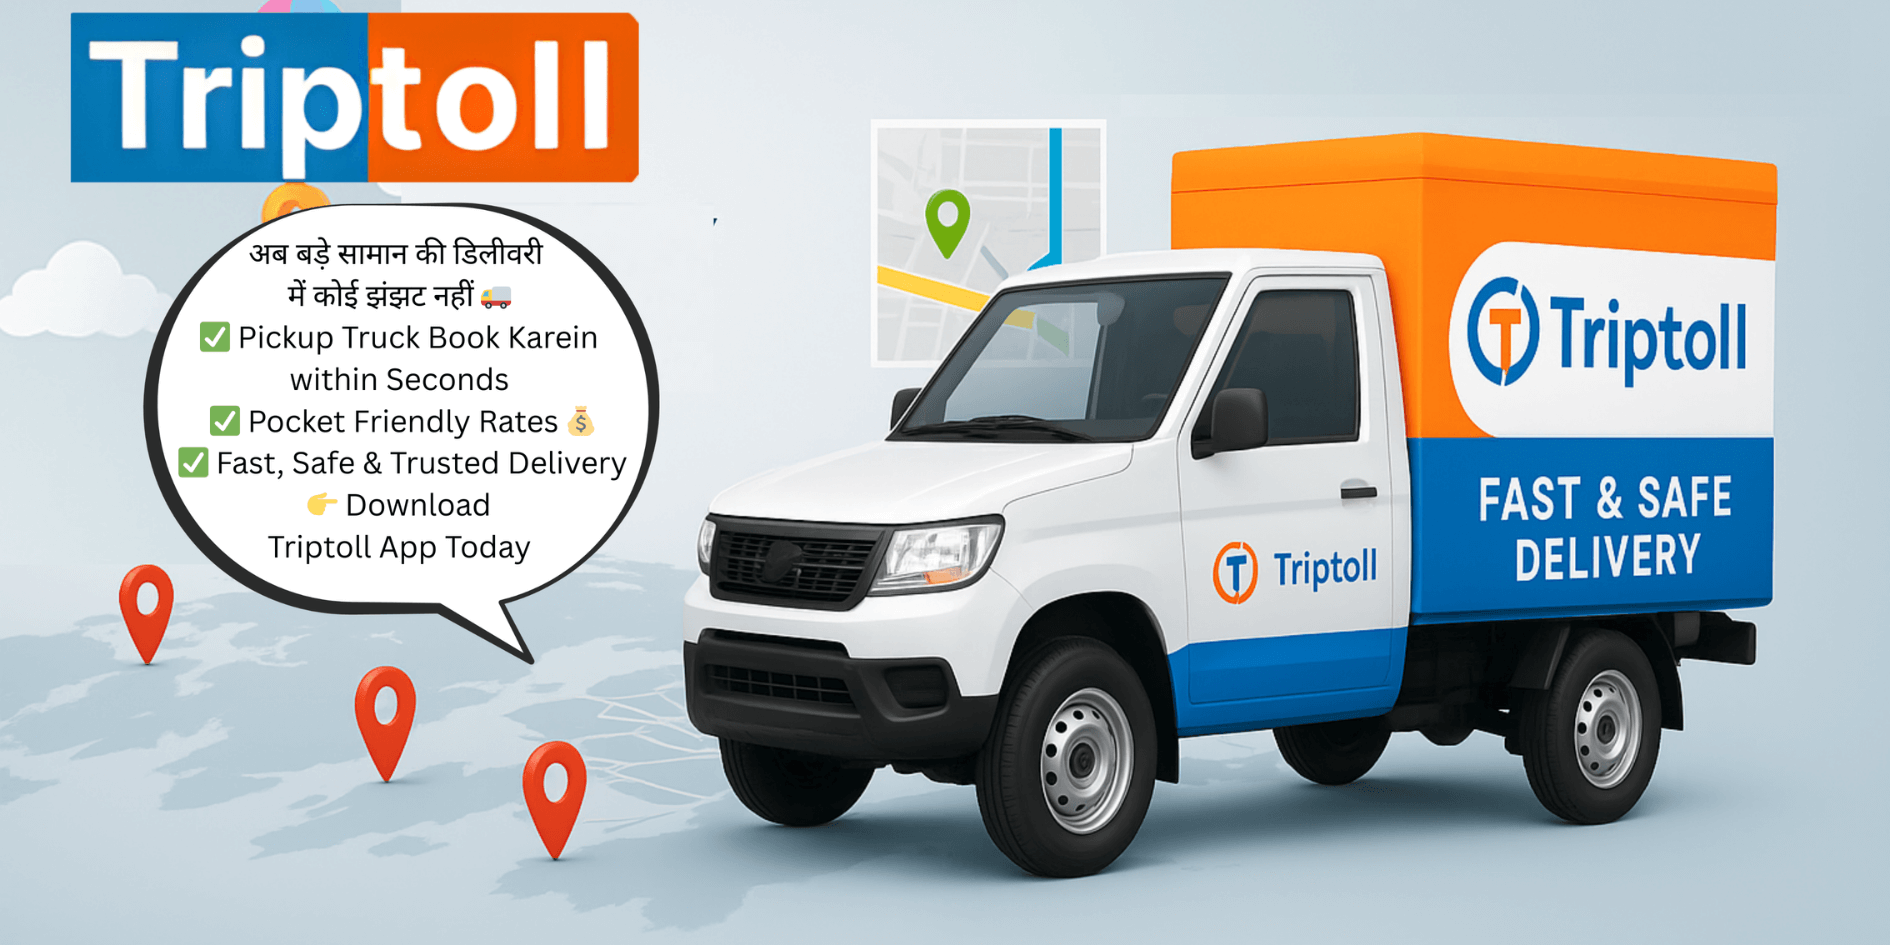 Triptoll
अब बड़े सामान की डिलीवरी
में कोई झंझट नहीं 🚚
✅ Pickup Truck Book Karein
within Seconds
✅ Pocket Friendly Rates 💰
✅ Fast, Safe & Trusted Delivery
👉 Download
Triptoll App Today
T Triptoll
FAST & SAFE
DELIVERY
T Triptoll